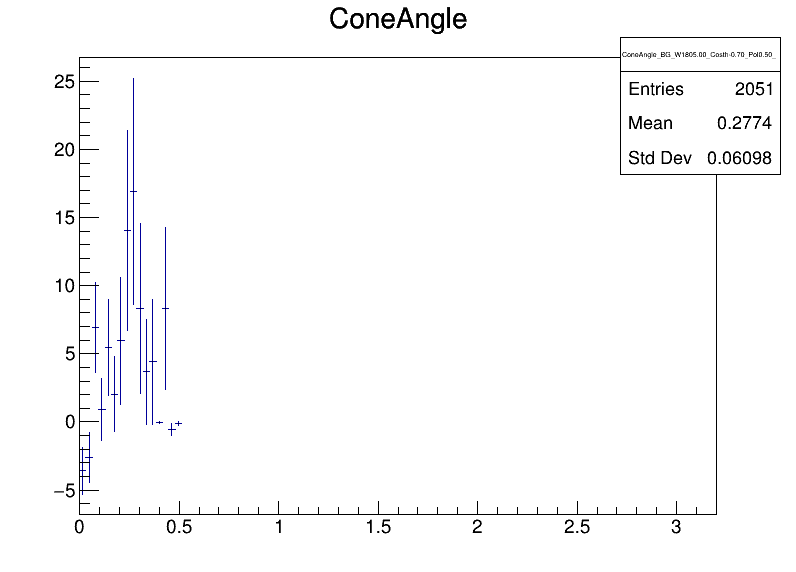 ConeAngle
ConeAngle_BG_W1805.00_Costh-0.70_Pol0.50_
Entries 2051
Mean 0.2774
Std Dev 0.06098
25
20
15
10
5
0
−5
0 0.5 1 1.5 2 2.5 3